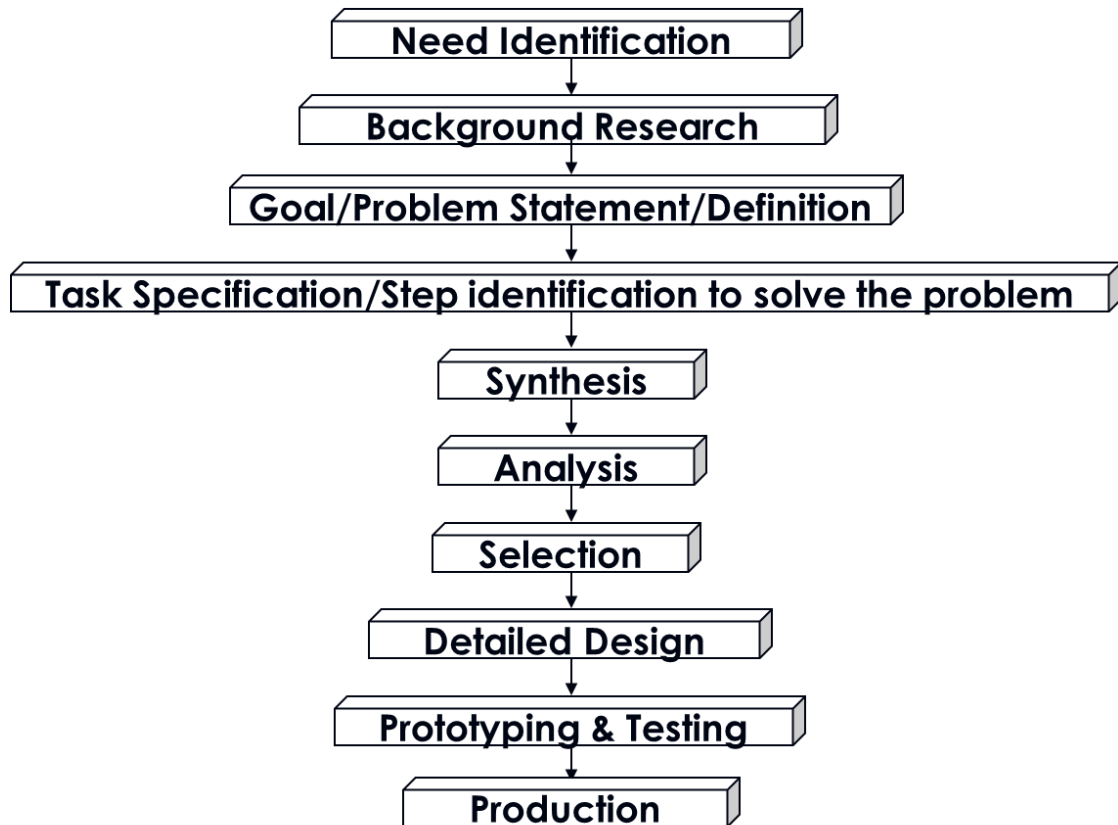 Need Identification
Background Research
Goal/Problem Statement/Definition
Task Specification/Step identification to solve the problem
Synthesis
Analysis
Selection
Detailed Design
Prototyping & Testing
Production